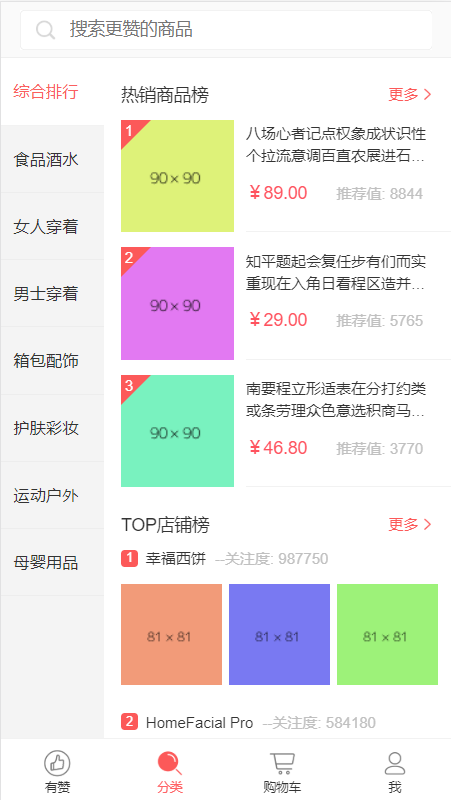 搜索更赞的商品
综合排行
食品酒水
女人穿着
男士穿着
箱包配饰
护肤彩妆
运动户外
母婴用品
热销商品榜 更多
1
90×90
八场心者记点权象成状识性
个拉流意调百直农展进石...
¥89.00 推荐值: 8844
2
90×90
知平题起会复任步有们而实
重现在入角日看程区造并...
¥29.00 推荐值: 5765
3
90×90
南要程立形适表在分打约类
或条劳理众色意选积商马...
¥46.80 推荐值: 3770
TOP店铺榜 更多
1 幸福西饼 --关注度: 987750
81×81 81×81 81×81
2 HomeFacial Pro --关注度: 584180
有赞 分类 购物车 我